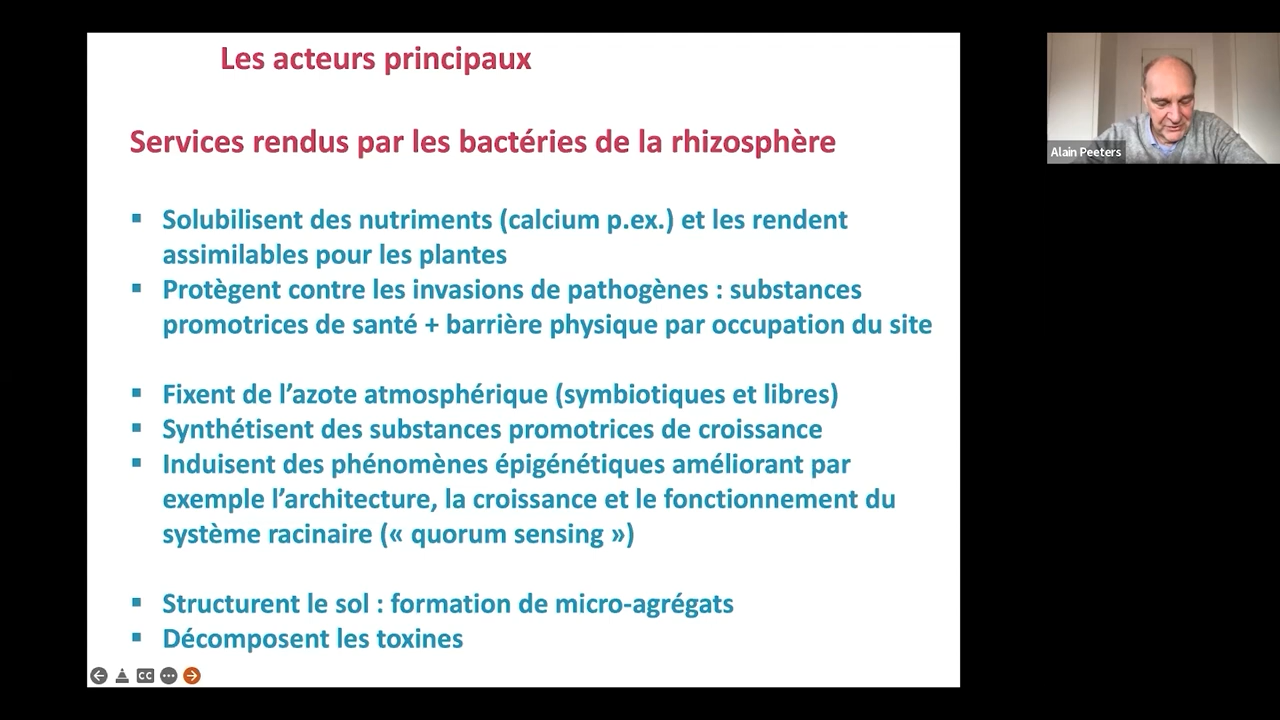 Les acteurs principaux
Services rendus par les bactéries de la rhizosphère
▪ Solubilisent des nutriments (calcium p.ex.) et les rendent
assimilables pour les plantes
▪ Protègent contre les invasions de pathogènes : substances
promotrices de santé + barrière physique par occupation du site
▪ Fixent de l’azote atmosphérique (symbiotiques et libres)
▪ Synthétisent des substances promotrices de croissance
▪ Induisent des phénomènes épigénétiques améliorant par
exemple l’architecture, la croissance et le fonctionnement du
système racinaire (« quorum sensing »)
▪ Structurent le sol : formation de micro-agrégats
▪ Décomposent les toxines
CC
Alain Peeters